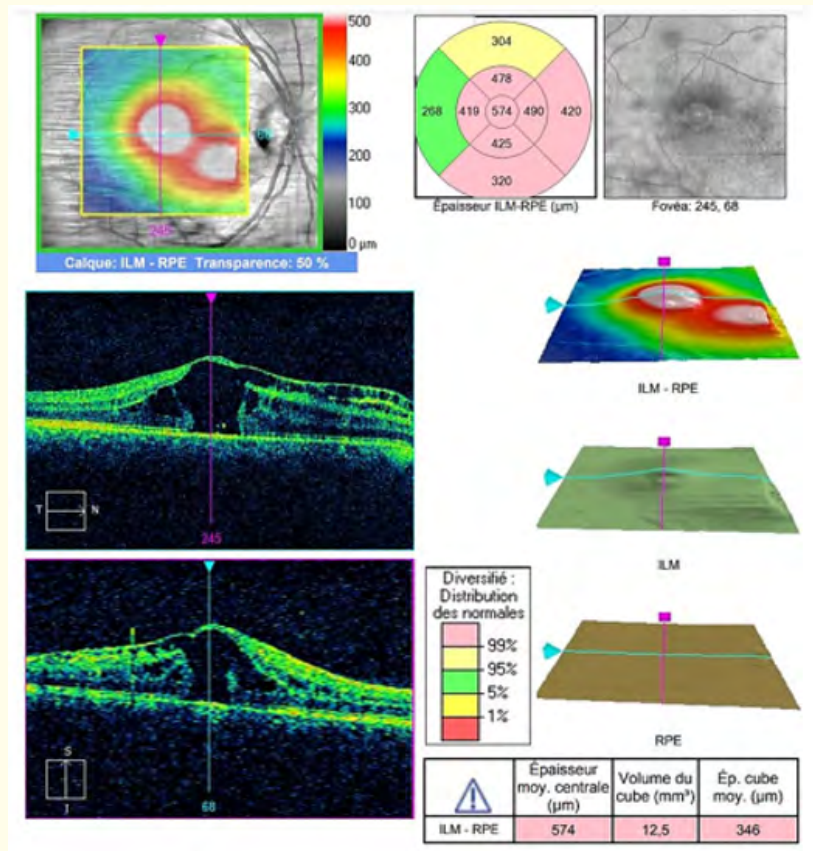 500
400
300
200
100
0 µm
245
Calque: ILM - RPE Transparence: 50 %
304
478
268 419 574 490 420
425
320
Épaisseur ILM-RPE (µm)
Fovéa: 245, 68
ILM - RPE
T N
245
ILM
Diversifié :
Distribution
des normales
99%
95%
5%
1%
S
I
68
RPE
Épaisseur moy. centrale (µm)
Volume du cube (mm³)
Ép. cube moy. (µm)
ILM - RPE 574 12,5 346